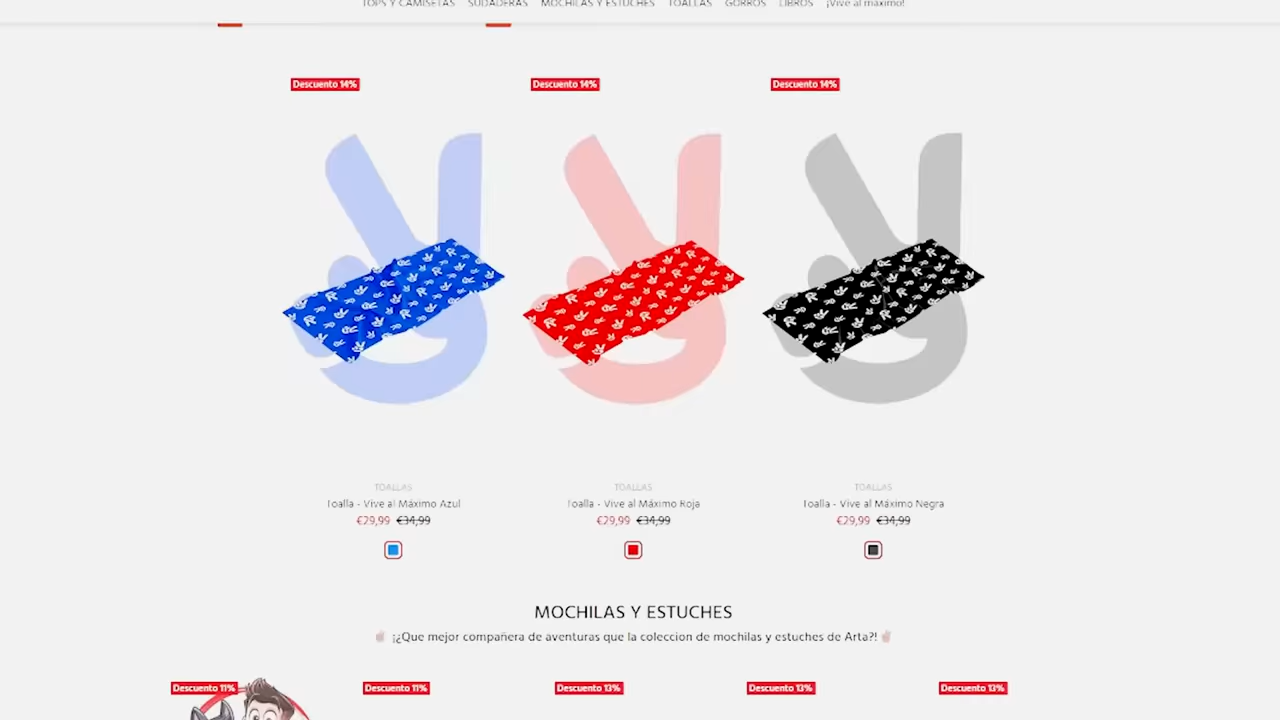 TOPS Y CAMISETAS SUDADERAS MOCHILAS Y ESTUCHES TOALLAS GORROS LIBROS ¡Vive al máximo!
Descuento 14% Descuento 14% Descuento 14%
TOALLAS TOALLAS TOALLAS
Toalla - Vive al Máximo Azul Toalla - Vive al Máximo Roja Toalla - Vive al Máximo Negra
€29,99 €34,99 €29,99 €34,99 €29,99 €34,99
MOCHILAS Y ESTUCHES
¡¿Que mejor compañera de aventuras que la coleccion de mochilas y estuches de Arta?!
Descuento 11% Descuento 11% Descuento 13% Descuento 13% Descuento 13%